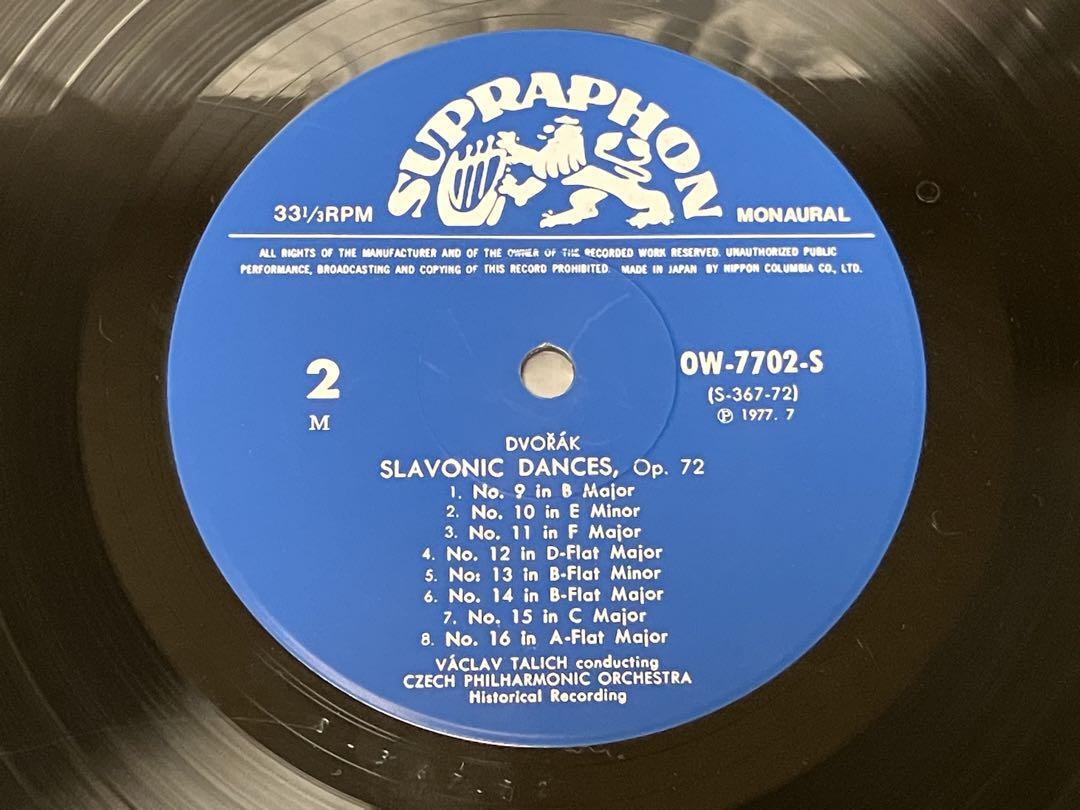 SUPRAPHON
33 1/3 RPM
MONAURAL
ALL RIGHTS OF THE MANUFACTURER AND OF THE OWNER OF THE RECORDED WORK RESERVED. UNAUTHORIZED PUBLIC
PERFORMANCE, BROADCASTING AND COPYING OF THIS RECORD PROHIBITED. MADE IN JAPAN BY NIPPON COLUMBIA CO., LTD.
2
M
OW-7702-S
(S-367-72)
Ⓟ 1977. 7
DVOŘÁK
SLAVONIC DANCES, Op. 72
1. No. 9 in B Major
2. No. 10 in E Minor
3. No. 11 in F Major
4. No. 12 in D-Flat Major
5. No: 13 in B-Flat Minor
6. No. 14 in B-Flat Major
7. No. 15 in C Major
8. No. 16 in A-Flat Major
VÁCLAV TALICH conducting
CZECH PHILHARMONIC ORCHESTRA
Historical Recording